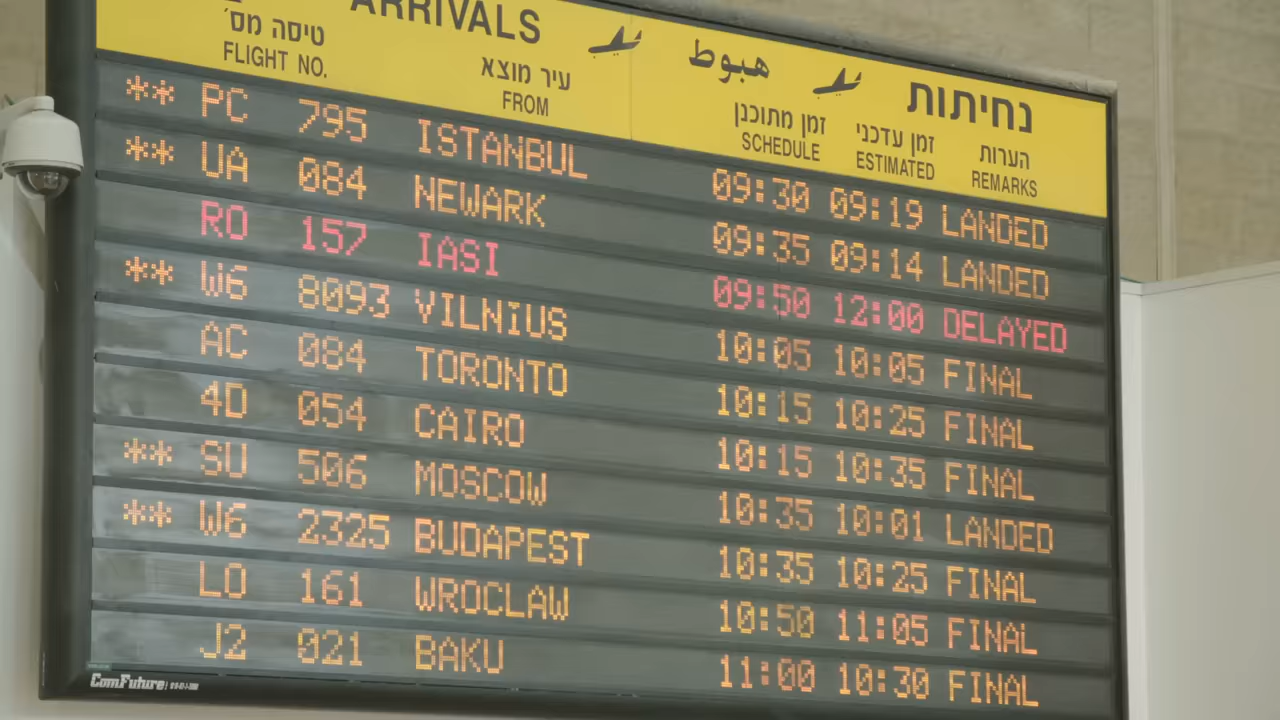 ARRIVALS هبوط נחיתות
טיסה מס׳ עיר מוצא זמן מתוכנן זמן עדכני הערות
FLIGHT NO. FROM SCHEDULE ESTIMATED REMARKS
** PC 795 ISTANBUL 09:30 09:19 LANDED
** UA 084 NEWARK 09:35 09:14 LANDED
RO 157 IASI 09:50 12:00 DELAYED
** W6 8093 VILNIUS 10:05 10:05 FINAL
AC 084 TORONTO 10:15 10:25 FINAL
4D 054 CAIRO 10:15 10:35 FINAL
** SU 506 MOSCOW 10:35 10:01 LANDED
** W6 2325 BUDAPEST 10:35 10:25 FINAL
LO 161 WROCLAW 10:50 11:05 FINAL
J2 021 BAKU 11:00 10:30 FINAL
ComFuture